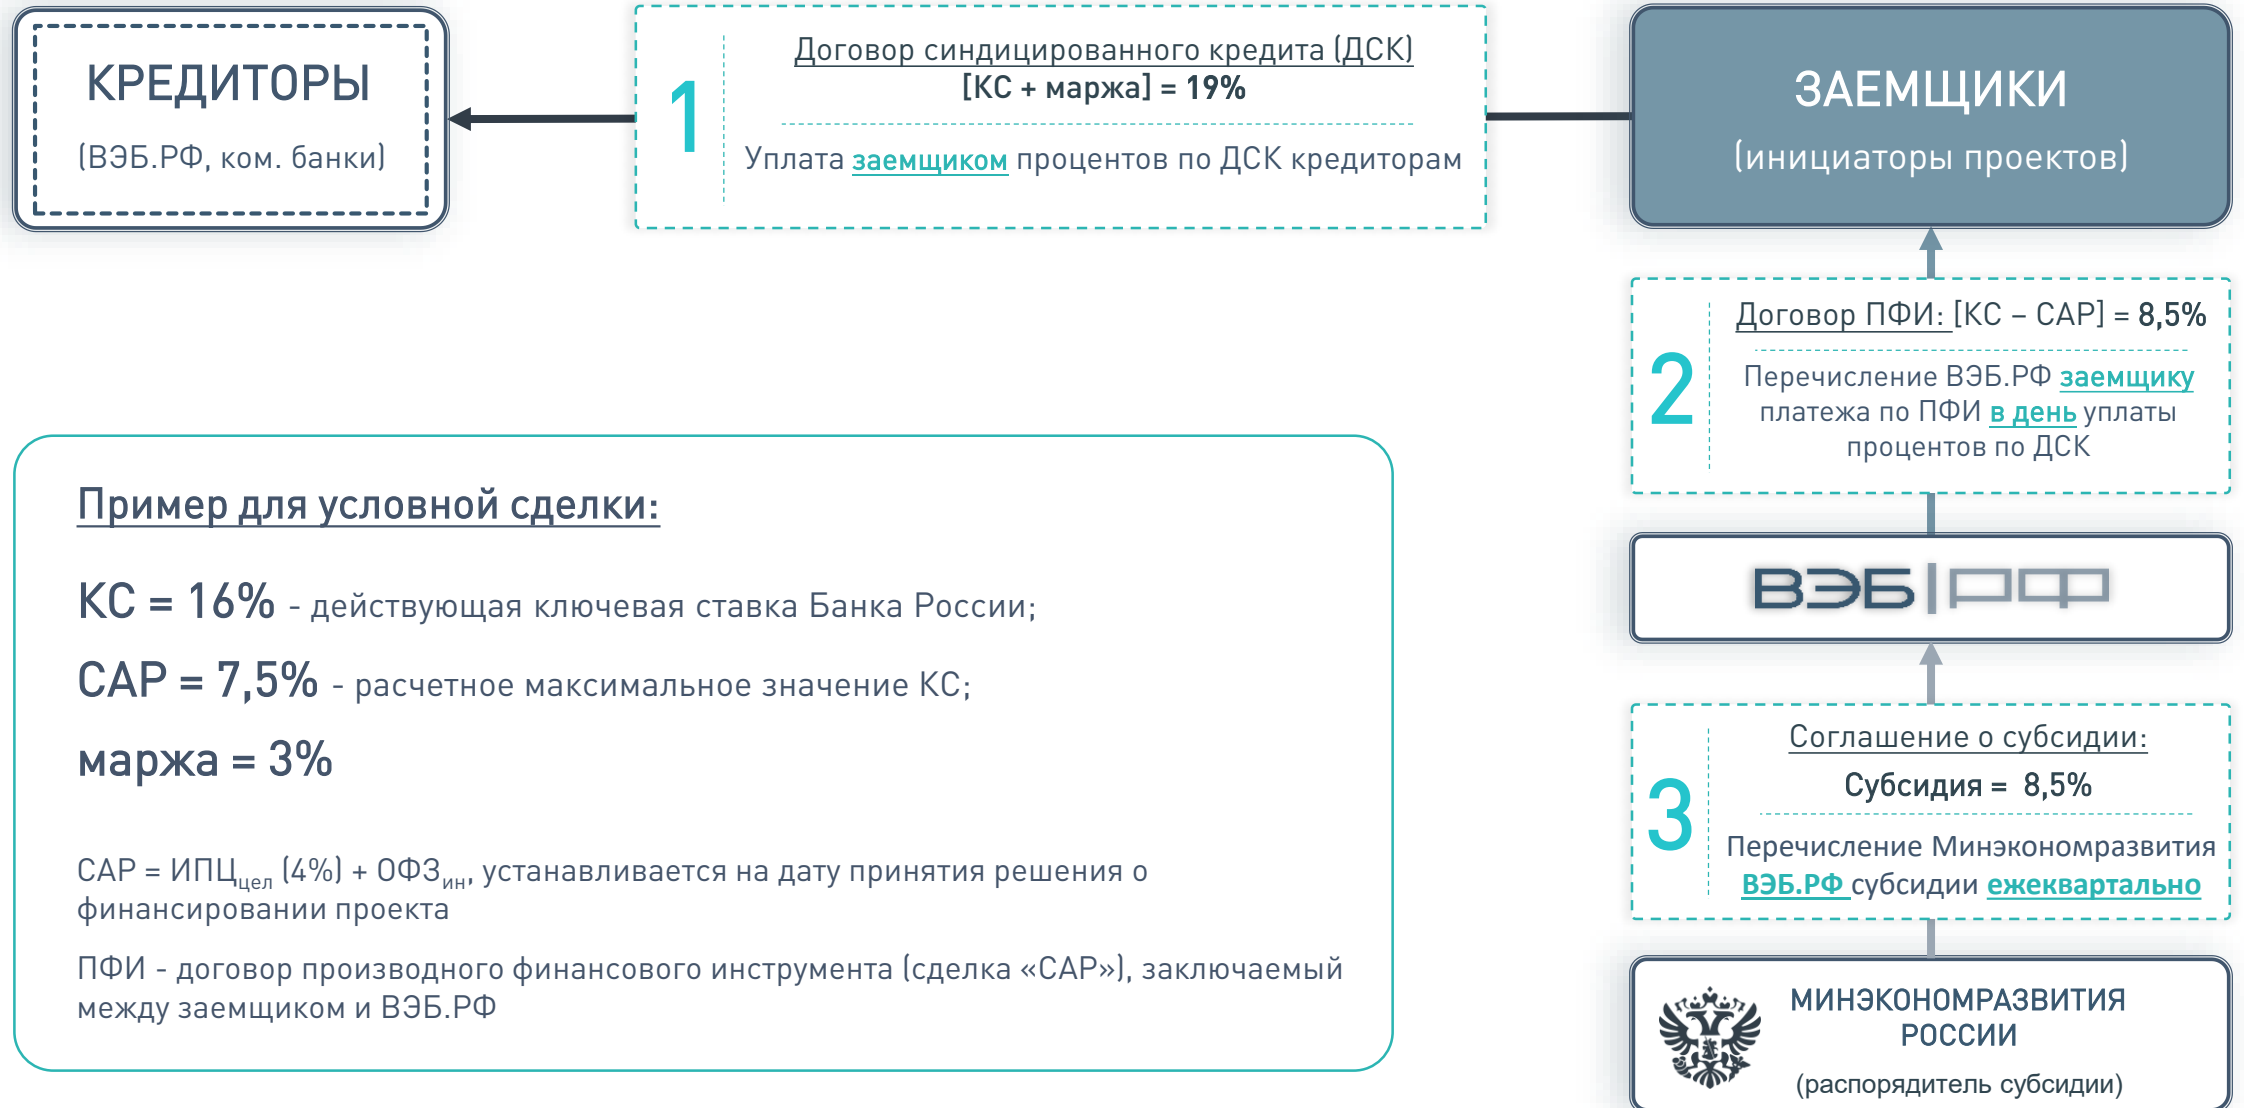 КРЕДИТОРЫ
(ВЭБ.РФ, ком. банки)
1
Договор синдицированного кредита (ДСК)
[КС + маржа] = 19%
Уплата заемщиком процентов по ДСК кредиторам
ЗАЕМЩИКИ
(инициаторы проектов)
2
Договор ПФИ: [КС – CAP] = 8,5%
Перечисление ВЭБ.РФ заемщику
платежа по ПФИ в день уплаты
процентов по ДСК
ВЭБ|РФ
3
Соглашение о субсидии:
Субсидия = 8,5%
Перечисление Минэкономразвития
ВЭБ.РФ субсидии ежеквартально
МИНЭКОНОМРАЗВИТИЯ
РОССИИ
(распорядитель субсидии)
Пример для условной сделки:
КС = 16% - действующая ключевая ставка Банка России;
CAP = 7,5% - расчетное максимальное значение КС;
маржа = 3%
CAP = ИПЦцел (4%) + ОФЗин, устанавливается на дату принятия решения о
финансировании проекта
ПФИ - договор производного финансового инструмента (сделка «CAP»), заключаемый
между заемщиком и ВЭБ.РФ